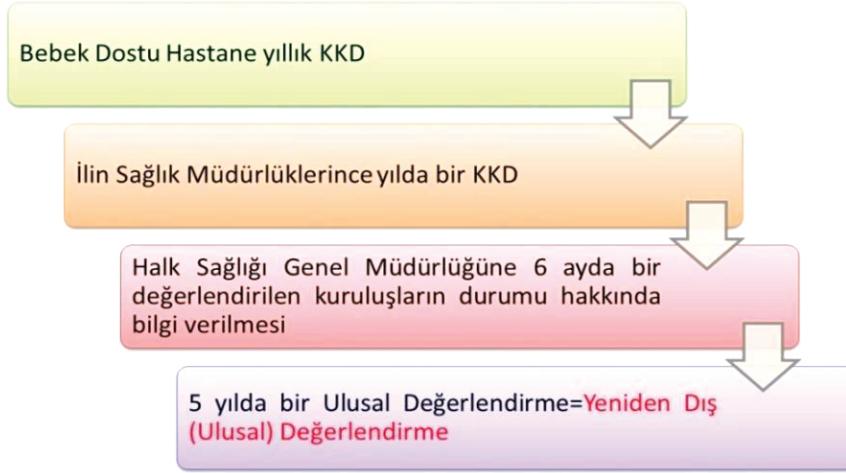 Bebek Dostu Hastane yıllık KKD
İlin Sağlık Müdürlüklerince yılda bir KKD
Halk Sağlığı Genel Müdürlüğüne 6 ayda bir
değerlendirilen kuruluşların durumu hakkında
bilgi verilmesi
5 yılda bir Ulusal Değerlendirme=Yeniden Dış
(Ulusal) Değerlendirme